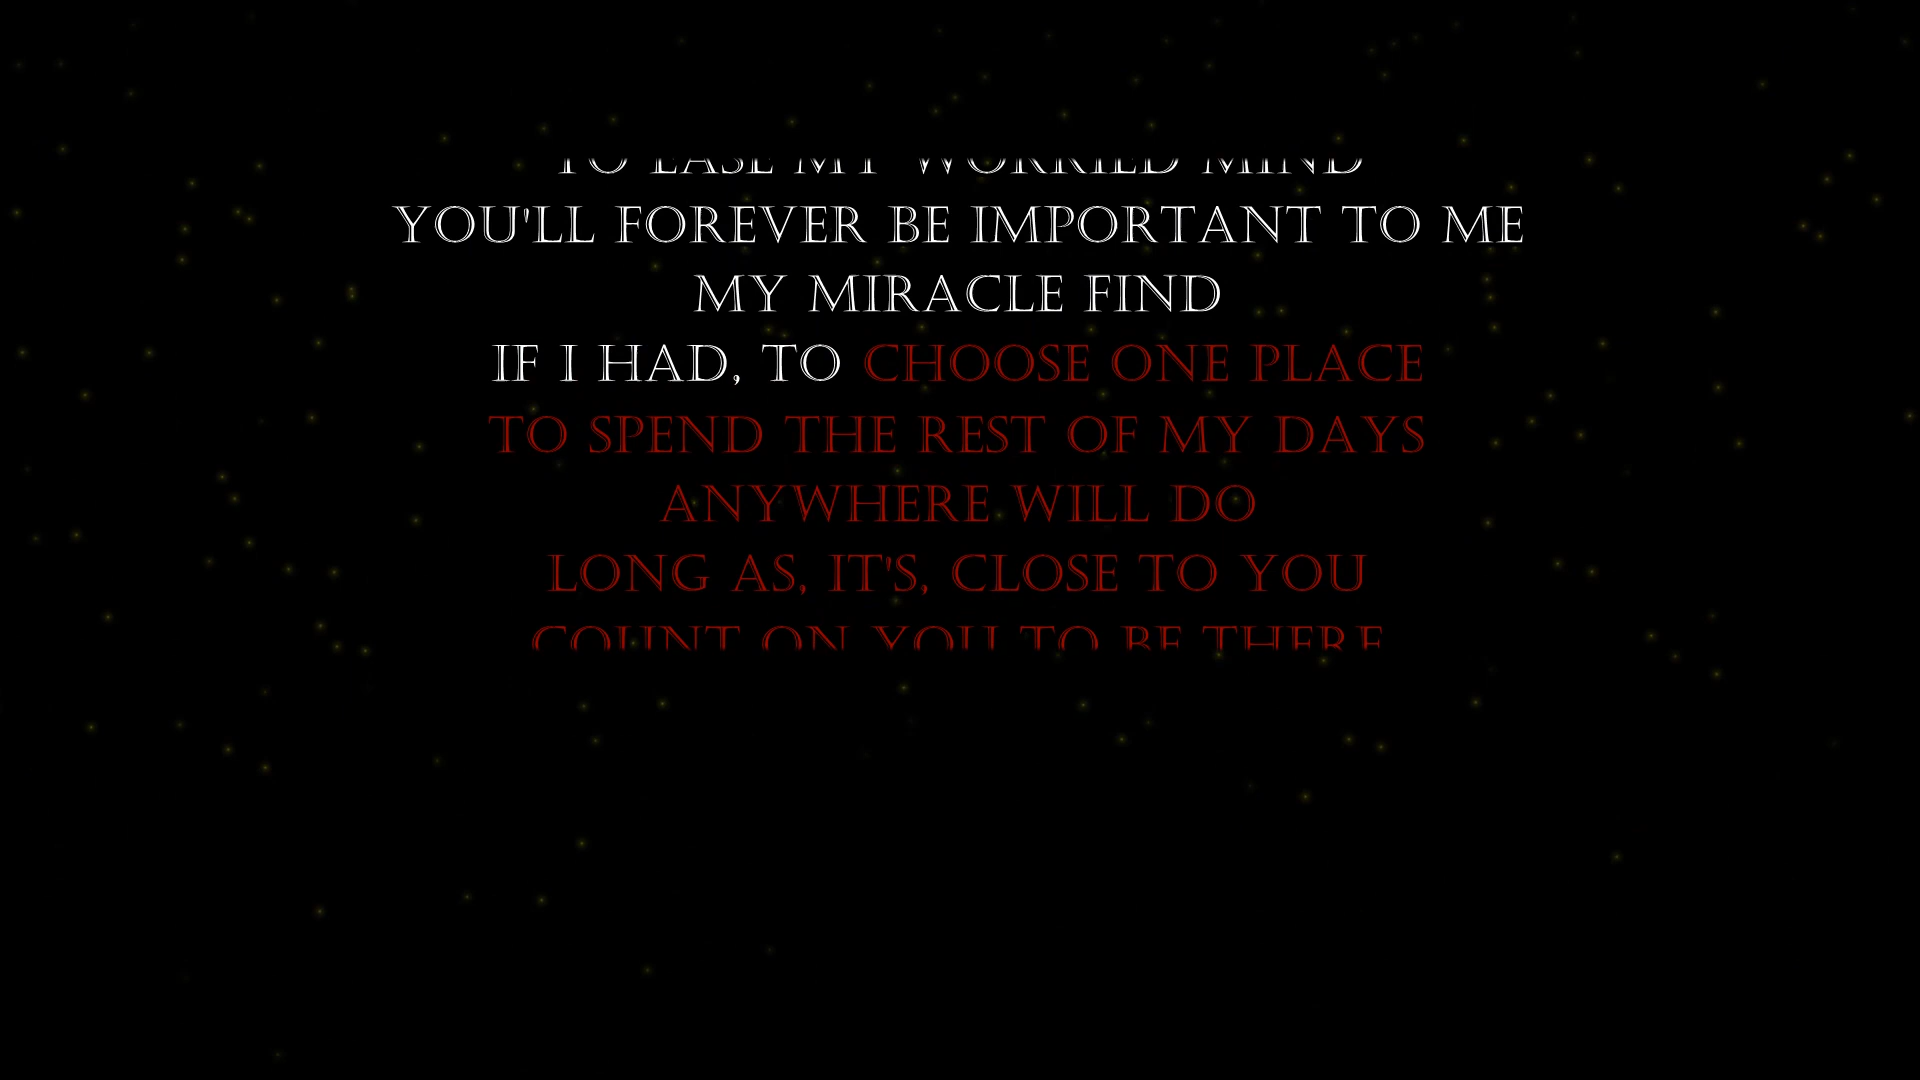 TO EASE MY WORRIED MIND
YOU'LL FOREVER BE IMPORTANT TO ME
MY MIRACLE FIND
IF I HAD, TO CHOOSE ONE PLACE
TO SPEND THE REST OF MY DAYS
ANYWHERE WILL DO
LONG AS, IT'S, CLOSE TO YOU
COUNT ON YOU TO BE THERE